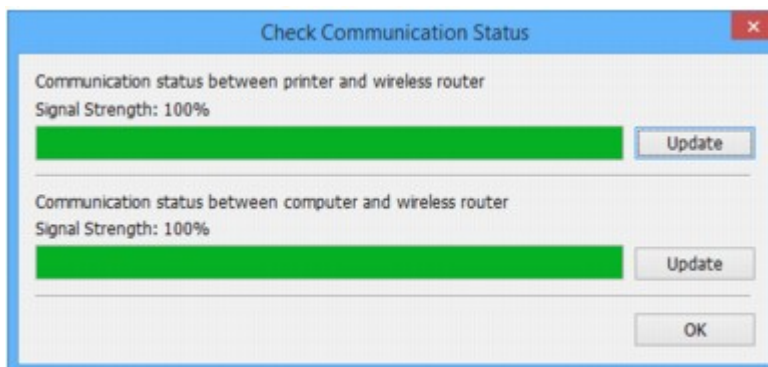 Check Communication Status
Communication status between printer and wireless router
Signal Strength: 100%
Update
Communication status between computer and wireless router
Signal Strength: 100%
Update
OK